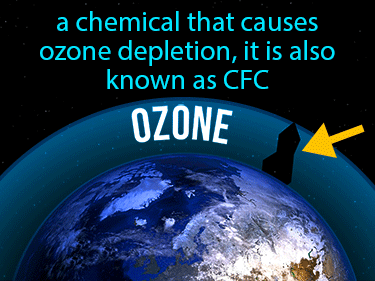 a chemical that causes
ozone depletion, it is also
known as CFC
OZONE